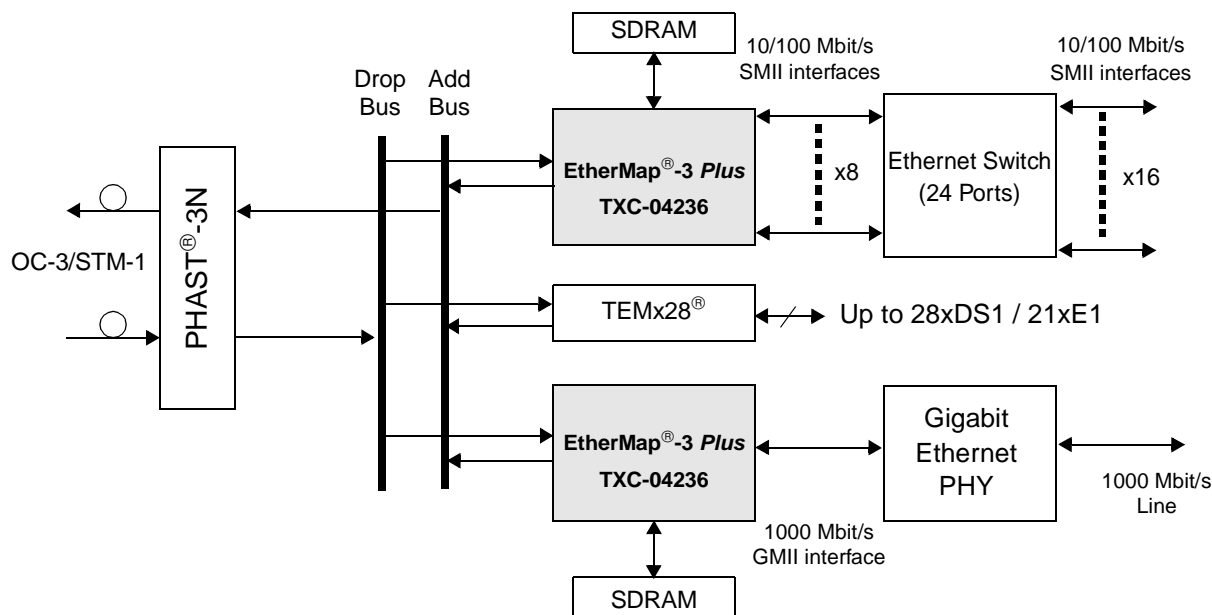 SDRAM
10/100 Mbit/s
SMII interfaces
10/100 Mbit/s
SMII interfaces
Drop
Bus
Add
Bus
EtherMap®-3 Plus
TXC-04236
x8
Ethernet Switch
(24 Ports)
x16
OC-3/STM-1
PHAST®-3N
TEMx28®
Up to 28xDS1 / 21xE1
EtherMap®-3 Plus
TXC-04236
Gigabit
Ethernet
PHY
1000 Mbit/s
Line
1000 Mbit/s
GMII interface
SDRAM